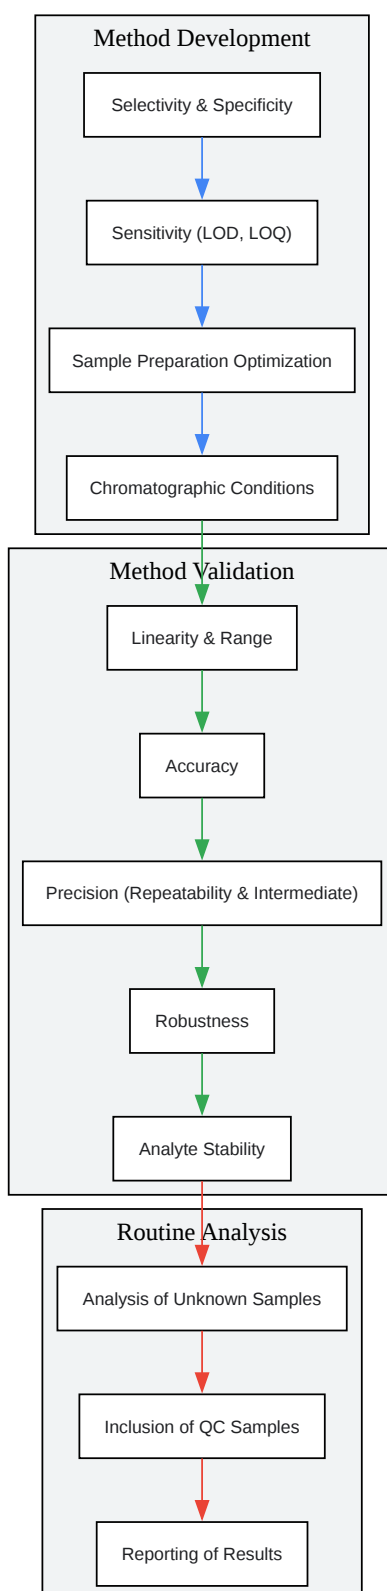 Method Development
Selectivity & Specificity
Sensitivity (LOD, LOQ)
Sample Preparation Optimization
Chromatographic Conditions
Method Validation
Linearity & Range
Accuracy
Precision (Repeatability & Intermediate)
Robustness
Analyte Stability
Routine Analysis
Analysis of Unknown Samples
Inclusion of QC Samples
Reporting of Results